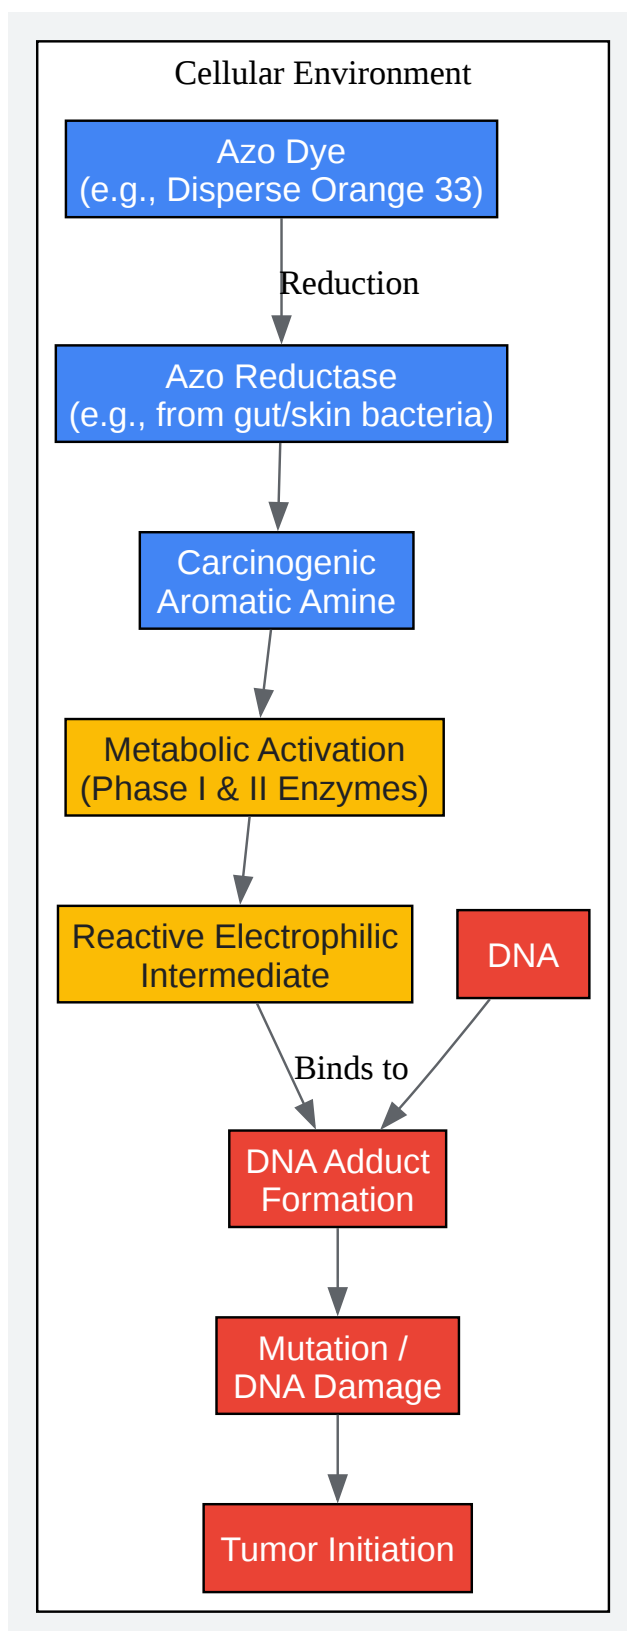 Cellular Environment
Azo Dye
(e.g., Disperse Orange 33)
Reduction
Azo Reductase
(e.g., from gut/skin bacteria)
Carcinogenic
Aromatic Amine
Metabolic Activation
(Phase I & II Enzymes)
Reactive Electrophilic
Intermediate
DNA
Binds to
DNA Adduct
Formation
Mutation /
DNA Damage
Tumor Initiation